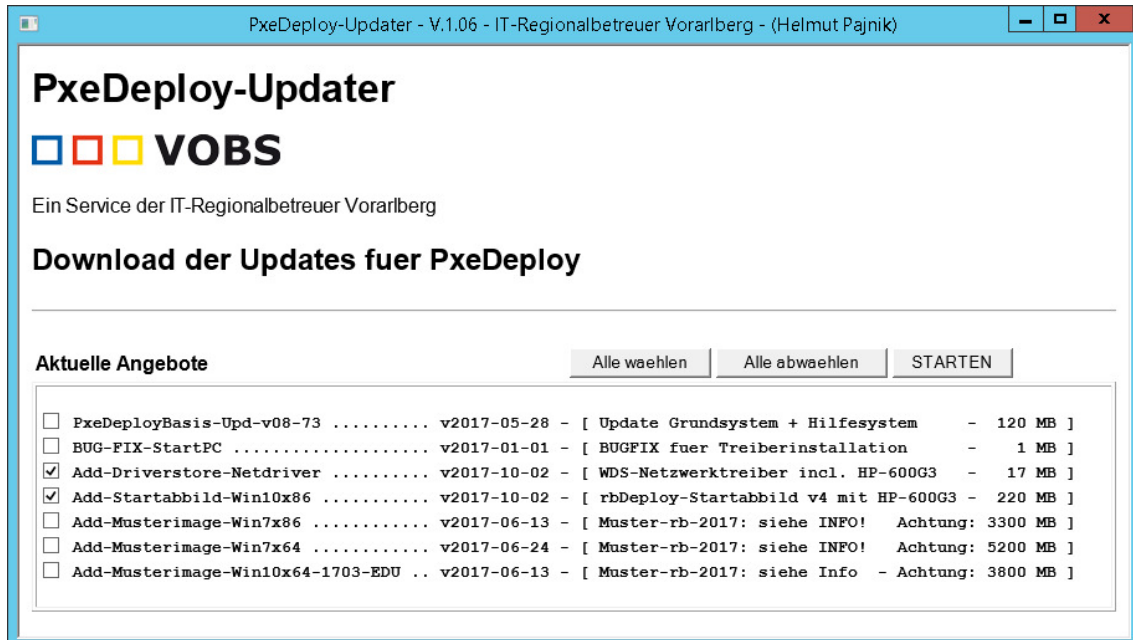 PxeDeploy-Updater - V.1.06 - IT-Regionalbetreuer Vorarlberg - (Helmut Pajnik)
PxeDeploy-Updater
VOBS
Ein Service der IT-Regionalbetreuer Vorarlberg
Download der Updates fuer PxeDeploy
Aktuelle Angebote Alle waehlen Alle abwaehlen STARTEN
PxeDeployBasis-Upd-v08-73 .......... v2017-05-28 - [ Update Grundsystem + Hilfesystem - 120 MB ]
BUG-FIX-StartPC .................... v2017-01-01 - [ BUGFIX fuer Treiberinstallation - 1 MB ]
Add-Driverstore-Netdriver .......... v2017-10-02 - [ WDS-Netzwerktreiber incl. HP-600G3 - 17 MB ]
Add-Startabbild-Win10x86 ........... v2017-10-02 - [ rbDeploy-Startabbild v4 mit HP-600G3 - 220 MB ]
Add-Musterimage-Win7x86 ............ v2017-06-13 - [ Muster-rb-2017: siehe INFO! Achtung: 3300 MB ]
Add-Musterimage-Win7x64 ............ v2017-06-24 - [ Muster-rb-2017: siehe INFO! Achtung: 5200 MB ]
Add-Musterimage-Win10x64-1703-EDU .. v2017-06-13 - [ Muster-rb-2017: siehe Info - Achtung: 3800 MB ]